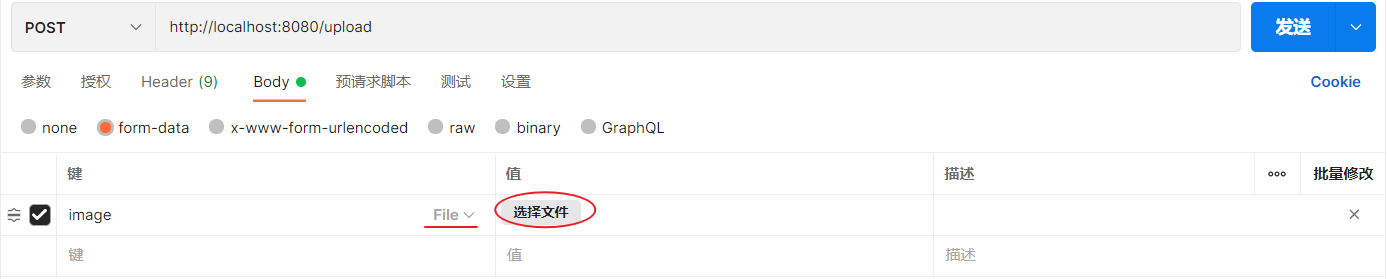 POST http://localhost:8080/upload 发送
参数 授权 Header (9) Body 预请求脚本 测试 设置 Cookie
none form-data x-www-form-urlencoded raw binary GraphQL
键 值 描述 ooo 批量修改
image File 选择文件
键 值 描述